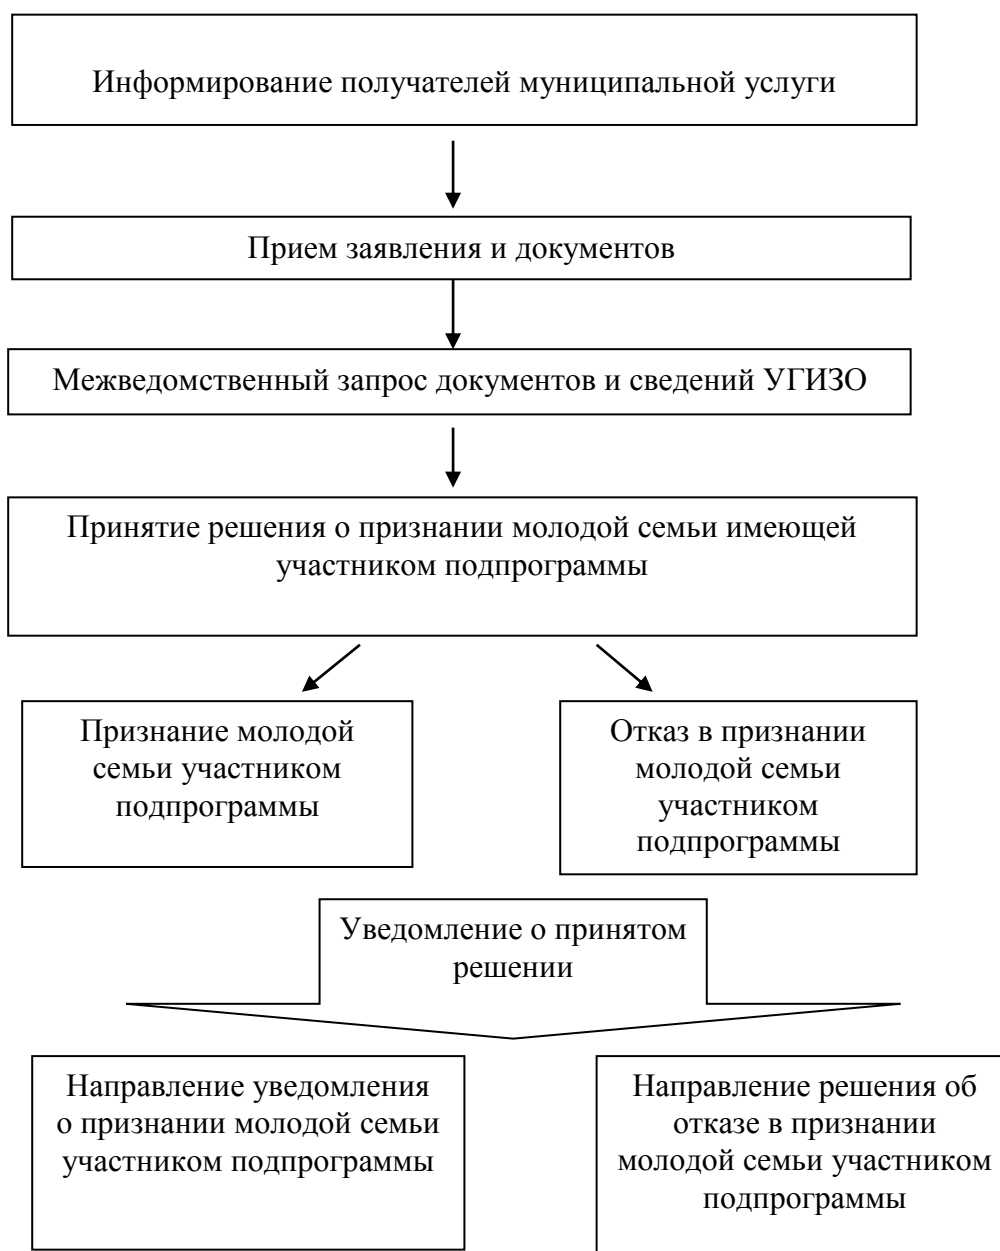 Информирование получателей муниципальной услуги
Прием заявления и документов
Межведомственный запрос документов и сведений УГИЗО
Принятие решения о признании молодой семьи имеющей
участником подпрограммы
Признание молодой
семьи участником
подпрограммы
Отказ в признании
молодой семьи
участником
подпрограммы
Уведомление о принятом
решении
Направление уведомления
о признании молодой семьи
участником подпрограммы
Направление решения об
отказе в признании
молодой семьи участником
подпрограммы